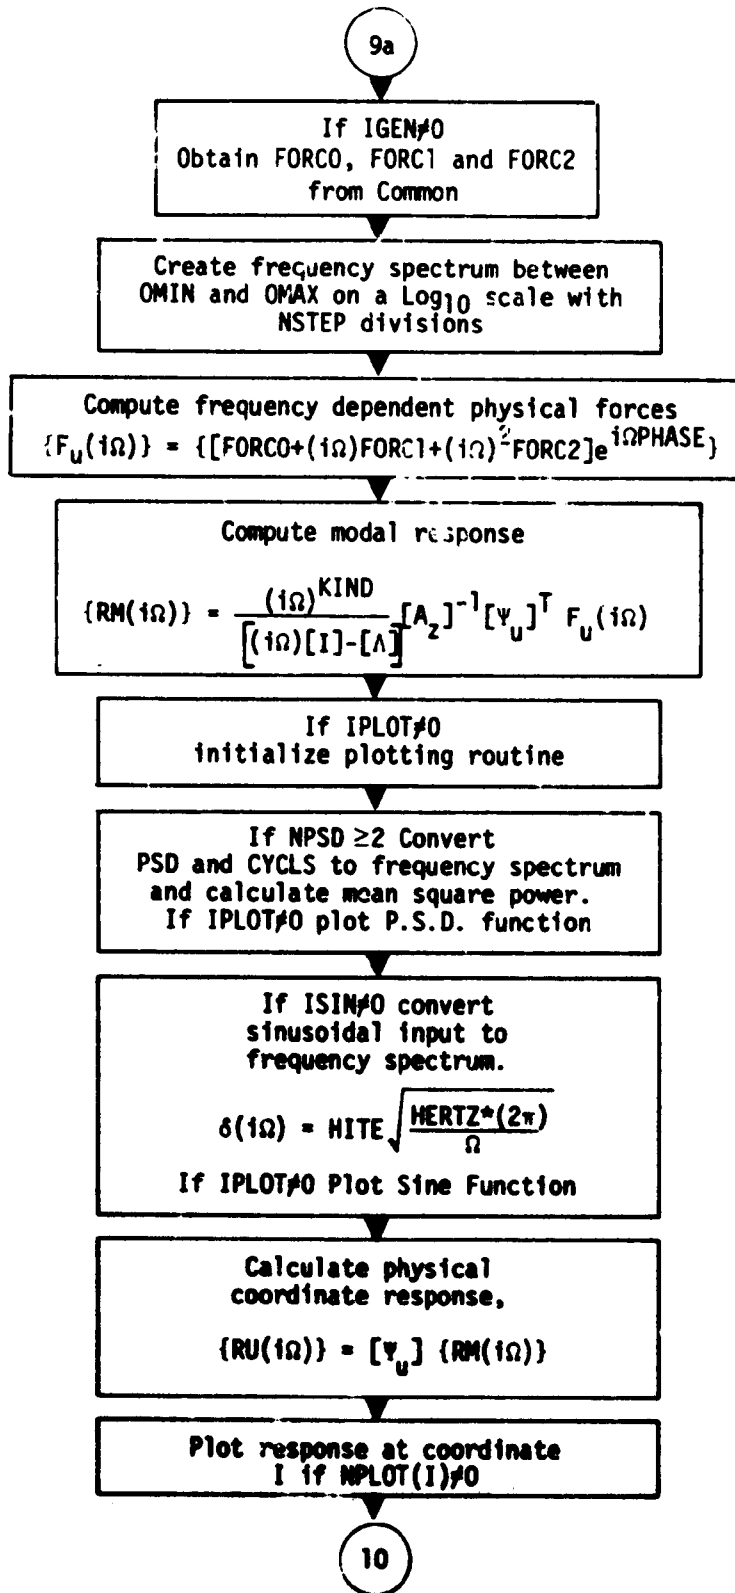 9a
If IGEN≠0
Obtain FORC0, FORC1 and FORC2
from Common
Create frequency spectrum between
OMIN and OMAX on a Log₁₀ scale with
NSTEP divisions
Compute frequency dependent physical forces
{F_u(iΩ)} = {[FORC0+(iΩ)FORC1+(iΩ)²FORC2]e^{iΩPHASE}}
Compute modal response
{RM(iΩ)} = (iΩ)^{KIND} / [(iΩ)[I]-[Λ]] [A_z]⁻¹[Ψ_u]ᵀ F_u(iΩ)
If IPLOT≠0
initialize plotting routine
If NPSD ≥2 Convert
PSD and CYCLS to frequency spectrum
and calculate mean square power.
If IPLOT≠0 plot P.S.D. function
If ISIN≠0 convert
sinusoidal input to
frequency spectrum.
δ(iΩ) = HITE √(HERTZ*(2π) / Ω)
If IPLOT≠0 Plot Sine Function
Calculate physical
coordinate response,
{RU(iΩ)} = [Ψ_u] {RM(iΩ)}
Plot response at coordinate
I if NPLOT(I)≠0
10